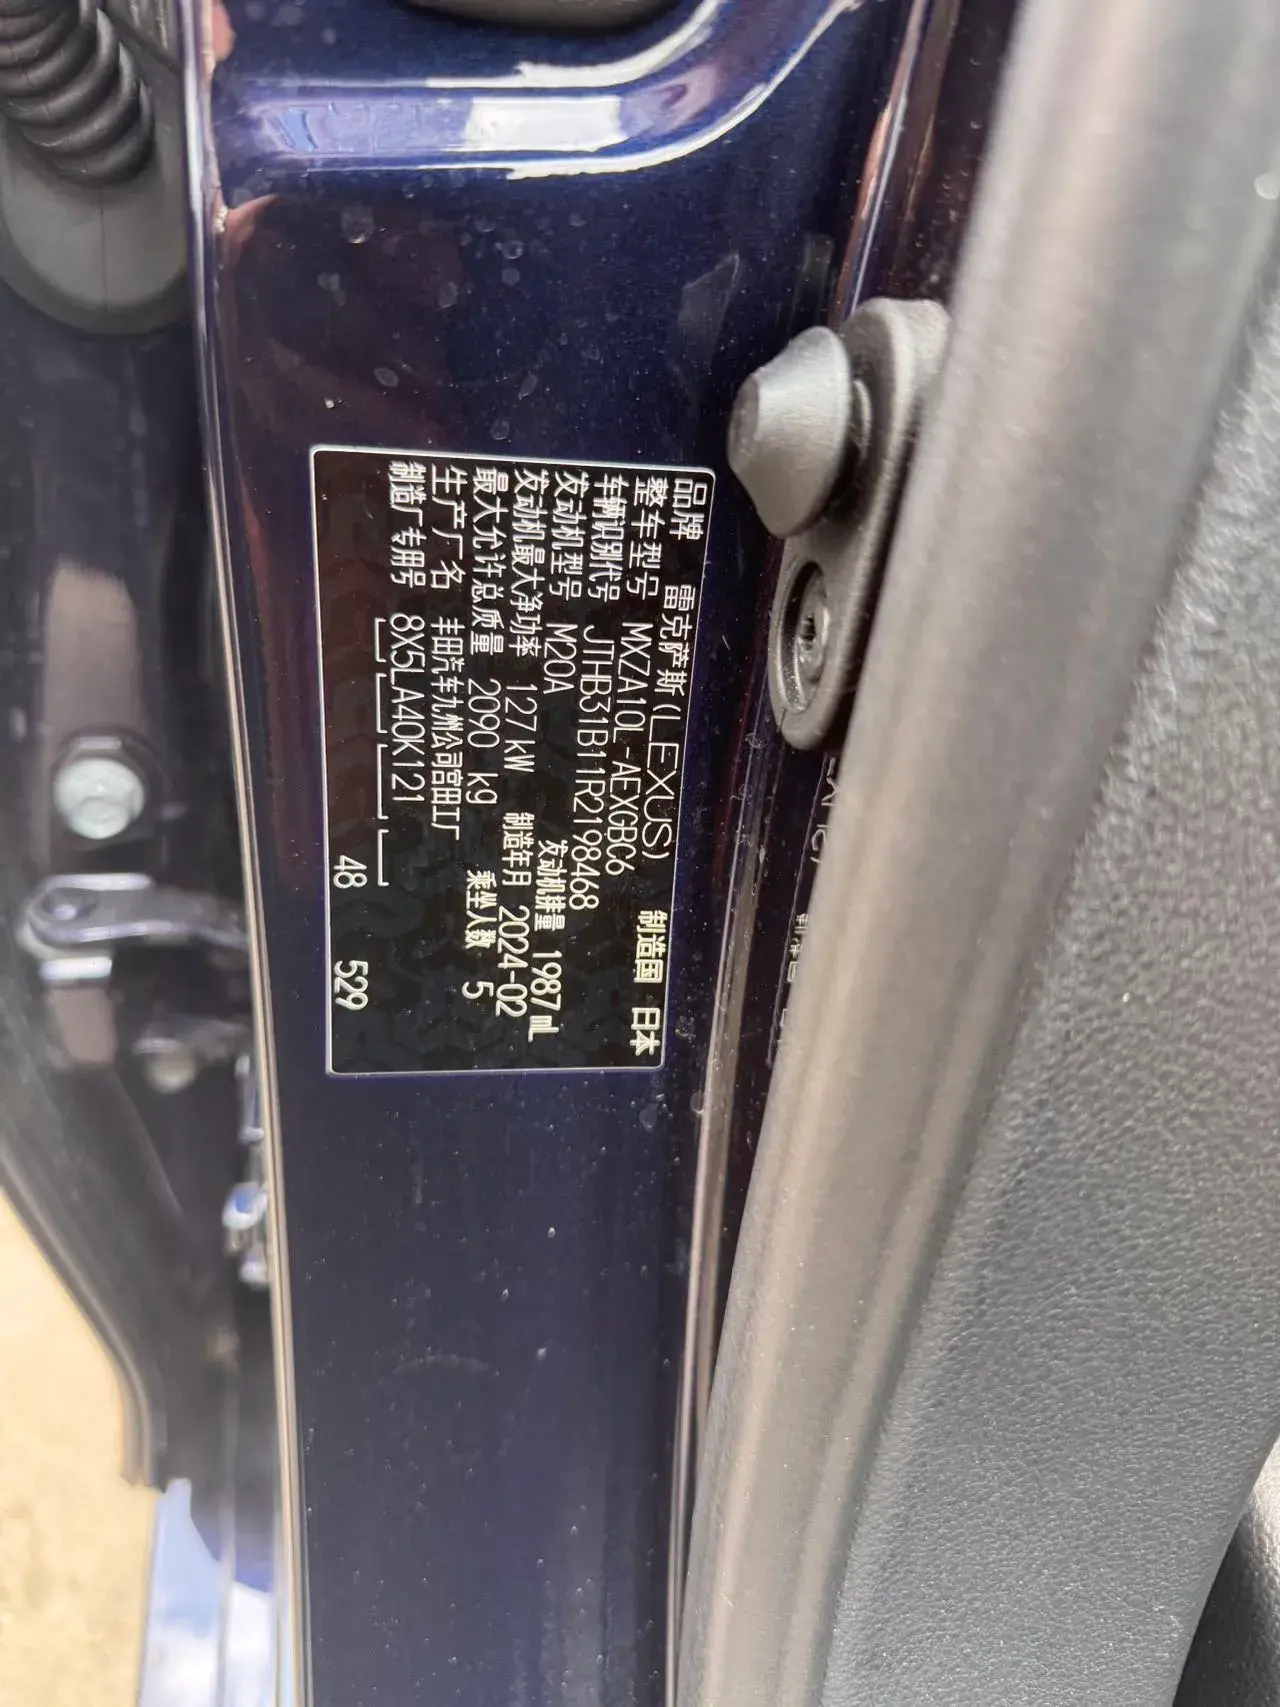 品牌 雷克萨斯(LEXUS) 制造国 日本
整车型号 MXZA10L-AEXGBC6
车辆识别代号 JTHB31B11R2198468
发动机型号 M20A 发动机排量 1987mL
发动机最大净功率 127kW 制造年月 2024-02
最大允许总质量 2090 kg 乘坐人数 5
生产厂名 丰田汽车九州公司宫田工厂
制造厂专用号 8X5LA40K121
48 529